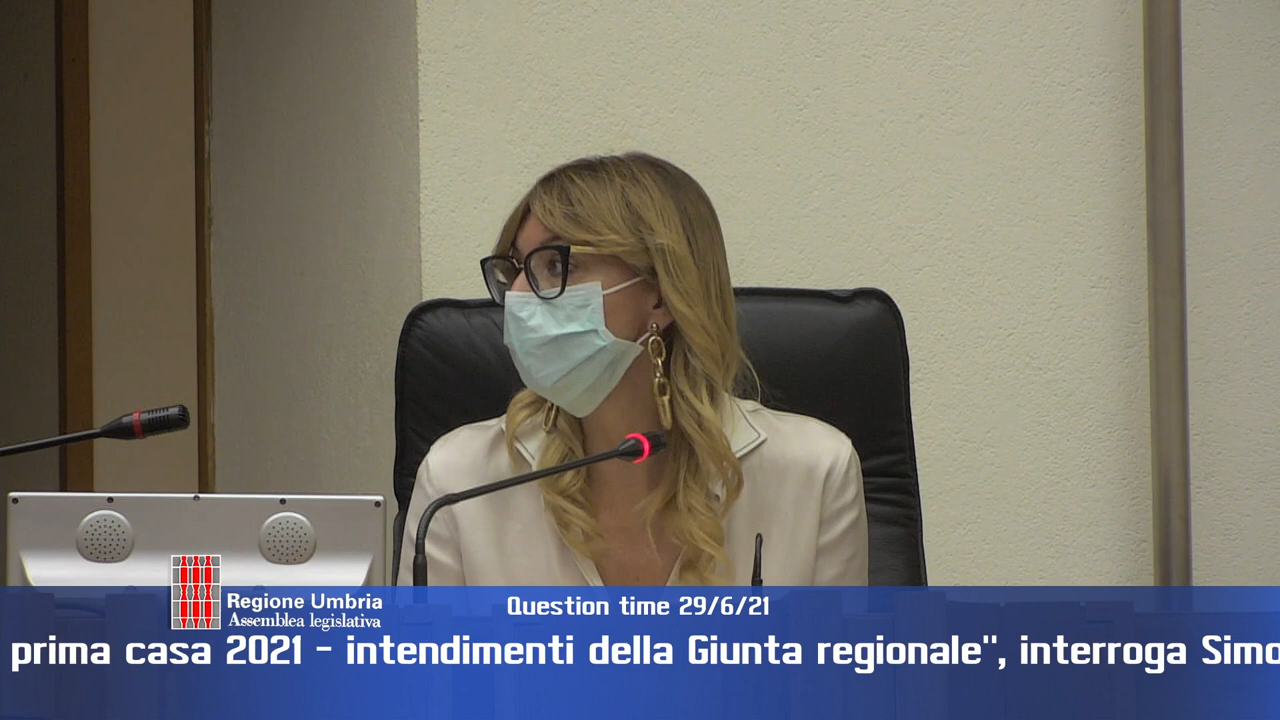 Question time 29/6/21
Regione Umbria
Assemblea legislativa
prima casa 2021 - intendimenti della Giunta regionale", interroga Simo